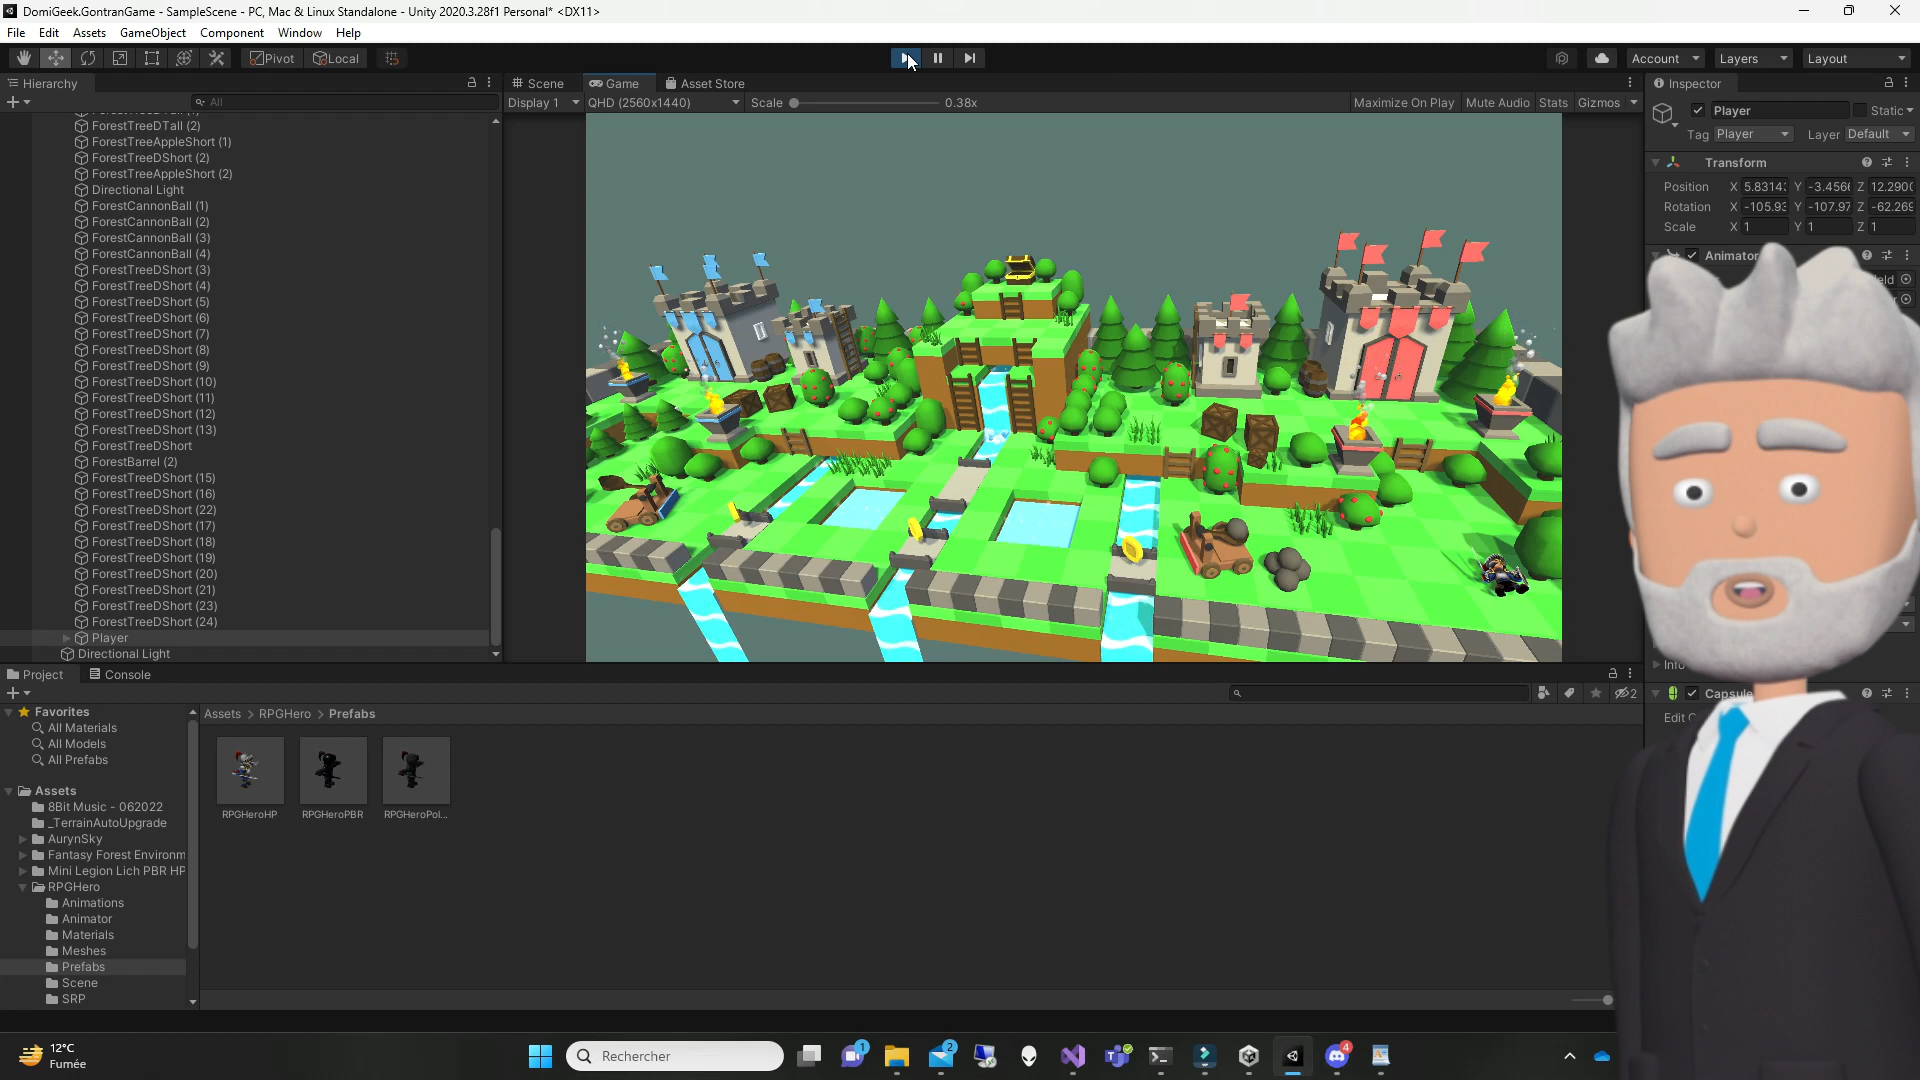 DomiGeek.GontranGame - SampleScene - PC, Mac & Linux Standalone - Unity 2020.3.28f1 Personal* <DX11>
File Edit Assets GameObject Component Window Help
Pivot Local Account Layers Layout
Hierarchy
Scene Game Asset Store
Inspector
All
Display 1 QHD (2560x1440) Scale 0.38x Maximize On Play Mute Audio Stats Gizmos
Player Static
Tag Player Layer Default
Transform
Position X 5.8314 Y -3.456 Z 12.290
Rotation X -105.93 Y -107.97 Z -62.269
Scale X 1 Y 1 Z 1
Animator
ForestTreeDTall (2)
ForestTreeAppleShort (1)
ForestTreeDShort (2)
ForestTreeAppleShort (2)
Directional Light
ForestCannonBall (1)
ForestCannonBall (2)
ForestCannonBall (3)
ForestCannonBall (4)
ForestTreeDShort (3)
ForestTreeDShort (4)
ForestTreeDShort (5)
ForestTreeDShort (6)
ForestTreeDShort (7)
ForestTreeDShort (8)
ForestTreeDShort (9)
ForestTreeDShort (10)
ForestTreeDShort (11)
ForestTreeDShort (12)
ForestTreeDShort (13)
ForestTreeDShort
ForestBarrel (2)
ForestTreeDShort (15)
ForestTreeDShort (16)
ForestTreeDShort (22)
ForestTreeDShort (17)
ForestTreeDShort (18)
ForestTreeDShort (19)
ForestTreeDShort (20)
ForestTreeDShort (21)
ForestTreeDShort (23)
ForestTreeDShort (24)
Player
Directional Light
Info
Capsule
Edit C
Project Console
2
Favorites
All Materials
All Models
All Prefabs
Assets
8Bit Music - 062022
_TerrainAutoUpgrade
AurynSky
Fantasy Forest Environm
Mini Legion Lich PBR HP
RPGHero
Animations
Animator
Materials
Meshes
Prefabs
Scene
SRP
Assets > RPGHero > Prefabs
RPGHeroHP RPGHeroPBR RPGHeroPol...
12°C
Fumée
Rechercher
1 2 4